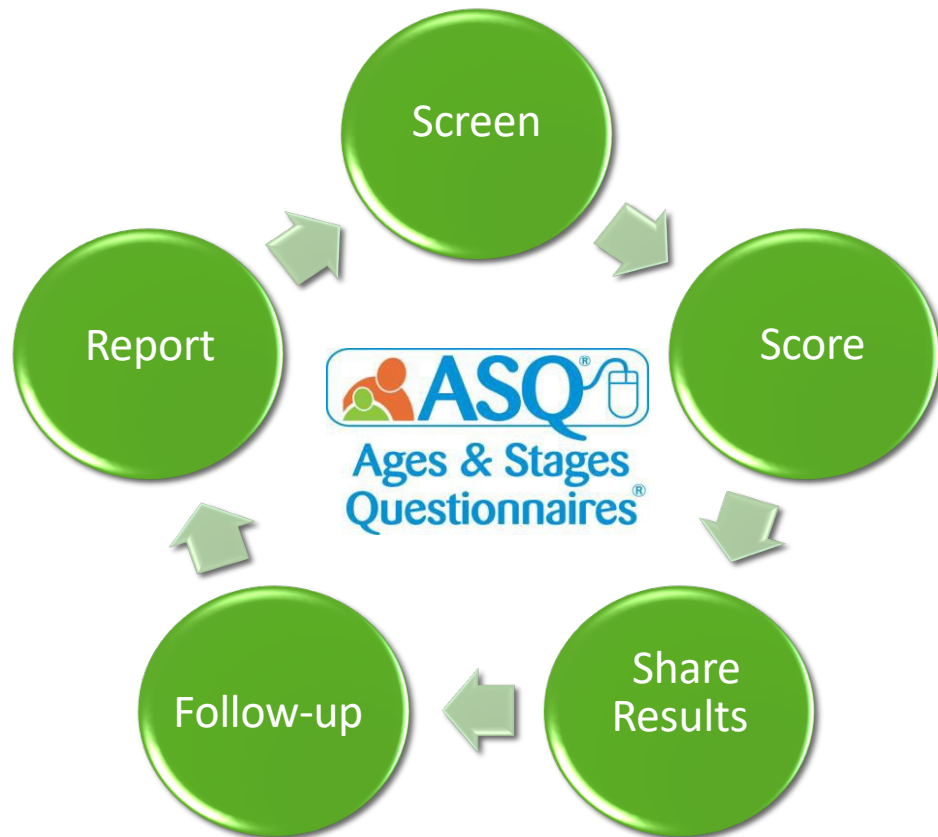 Screen
Score
Share
Results
Follow-up
Report
ASQ®
Ages & Stages
Questionnaires®